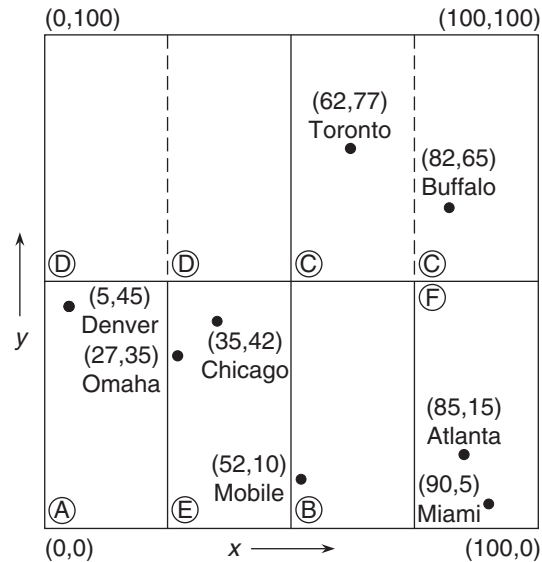 (0,100) (100,100)
(62,77)
Toronto
(82,65)
Buffalo
D D C C
y
(5,45)
Denver
(27,35)
Omaha
(35,42)
Chicago
F
(85,15)
Atlanta
(52,10)
Mobile
(90,5)
Miami
A E B
(0,0) x (100,0)